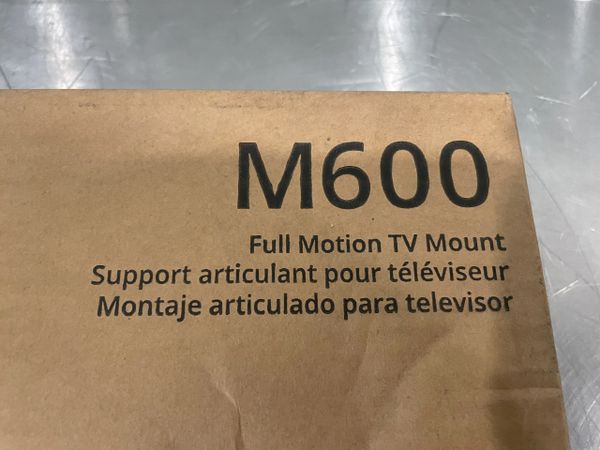 M600
Full Motion TV Mount
Support articulant pour téléviseur
Montaje articulado para televisor